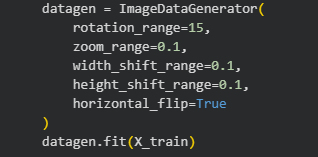 datagen = ImageDataGenerator(
    rotation_range=15,
    zoom_range=0.1,
    width_shift_range=0.1,
    height_shift_range=0.1,
    horizontal_flip=True
)
datagen.fit(X_train)